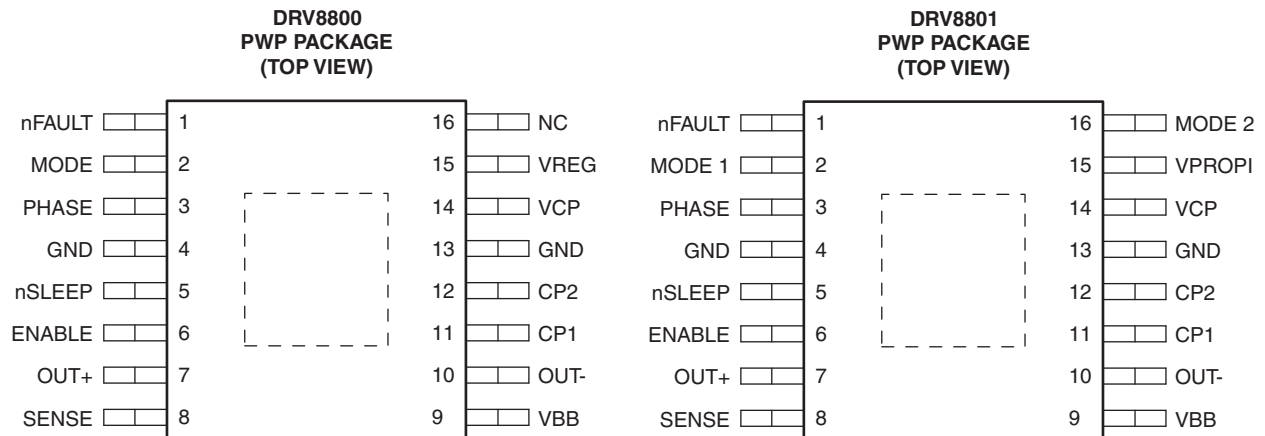 DRV8800
PWP PACKAGE
(TOP VIEW)
nFAULT 1 16 NC
MODE 2 15 VREG
PHASE 3 14 VCP
GND 4 13 GND
nSLEEP 5 12 CP2
ENABLE 6 11 CP1
OUT+ 7 10 OUT-
SENSE 8 9 VBB
DRV8801
PWP PACKAGE
(TOP VIEW)
nFAULT 1 16 MODE 2
MODE 1 2 15 VPROPI
PHASE 3 14 VCP
GND 4 13 GND
nSLEEP 5 12 CP2
ENABLE 6 11 CP1
OUT+ 7 10 OUT-
SENSE 8 9 VBB